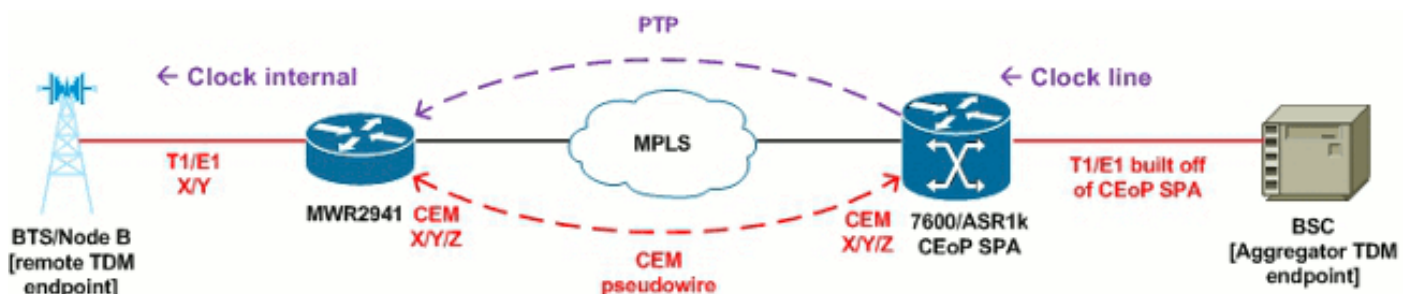 PTP
← Clock internal
← Clock line
MPLS
T1/E1
X/Y
T1/E1 built off
of CEoP SPA
MWR2941
CEM
X/Y/Z
CEM
X/Y/Z
7600/ASR1k
CEoP SPA
BTS/Node B
[remote TDM
endpoint]
CEM
pseudowire
BSC
[Aggregator TDM
endpoint]